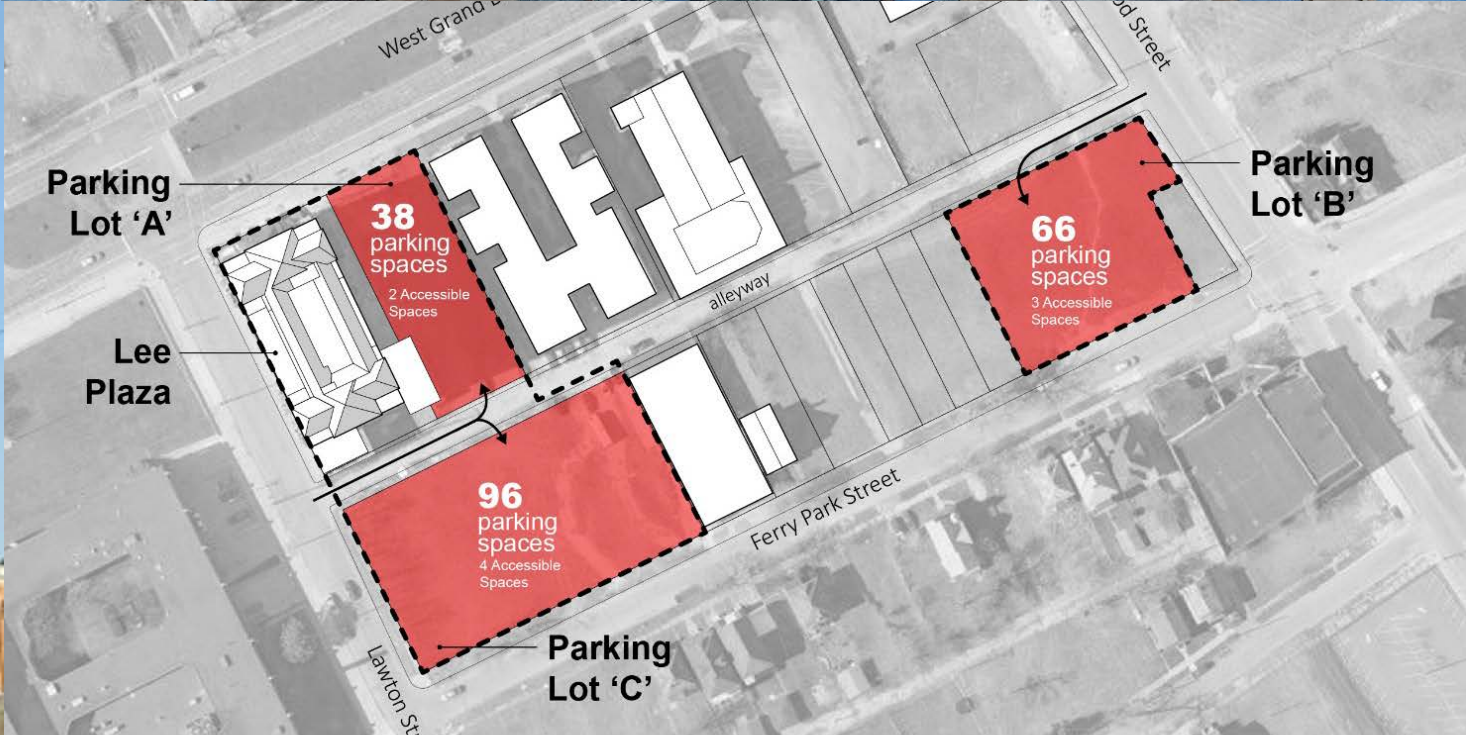 West Grand
od Street
Parking
Lot ‘A’
38
parking
spaces
2 Accessible
Spaces
Parking
Lot ‘B’
66
parking
spaces
3 Accessible
Spaces
alleyway
Lee
Plaza
96
parking
spaces
4 Accessible
Spaces
Ferry Park Street
Parking
Lot ‘C’
Lawton St